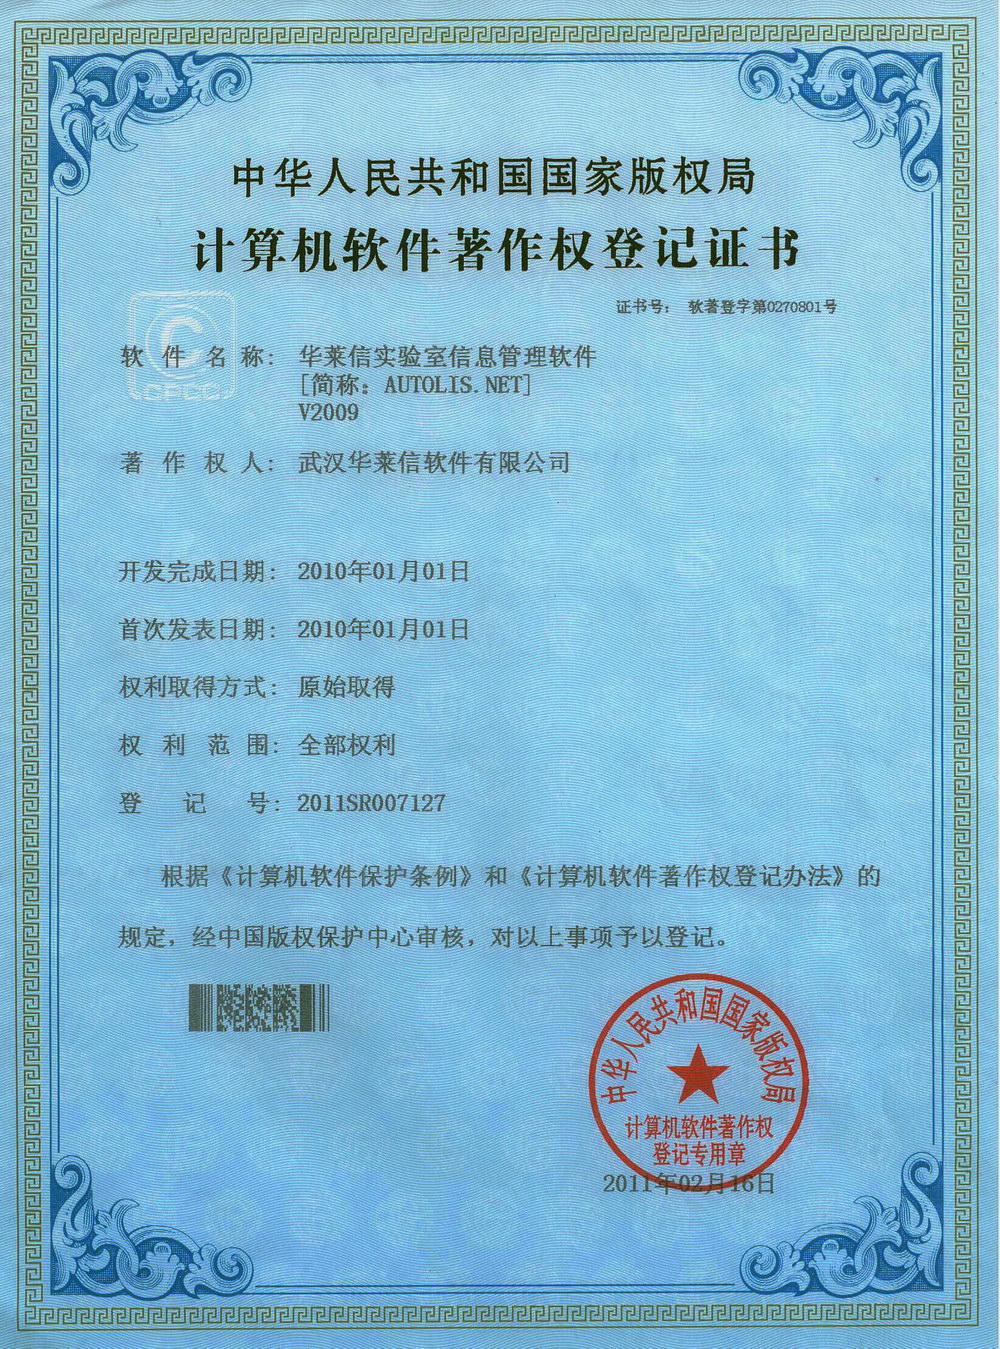 中华人民共和国国家版权局
计算机软件著作权登记证书
证书号： 软著登字第0270801号
CPCC
软件名称： 华莱信实验室信息管理软件
[简称：AUTOLIS.NET]
V2009
著作权人： 武汉华莱信软件有限公司
开发完成日期： 2010年01月01日
首次发表日期： 2010年01月01日
权利取得方式： 原始取得
权利范围： 全部权利
登记号： 2011SR007127
根据《计算机软件保护条例》和《计算机软件著作权登记办法》的
规定，经中国版权保护中心审核，对以上事项予以登记。
中华人民共和国国家版权局
计算机软件著作权
登记专用章
2011年02月16日